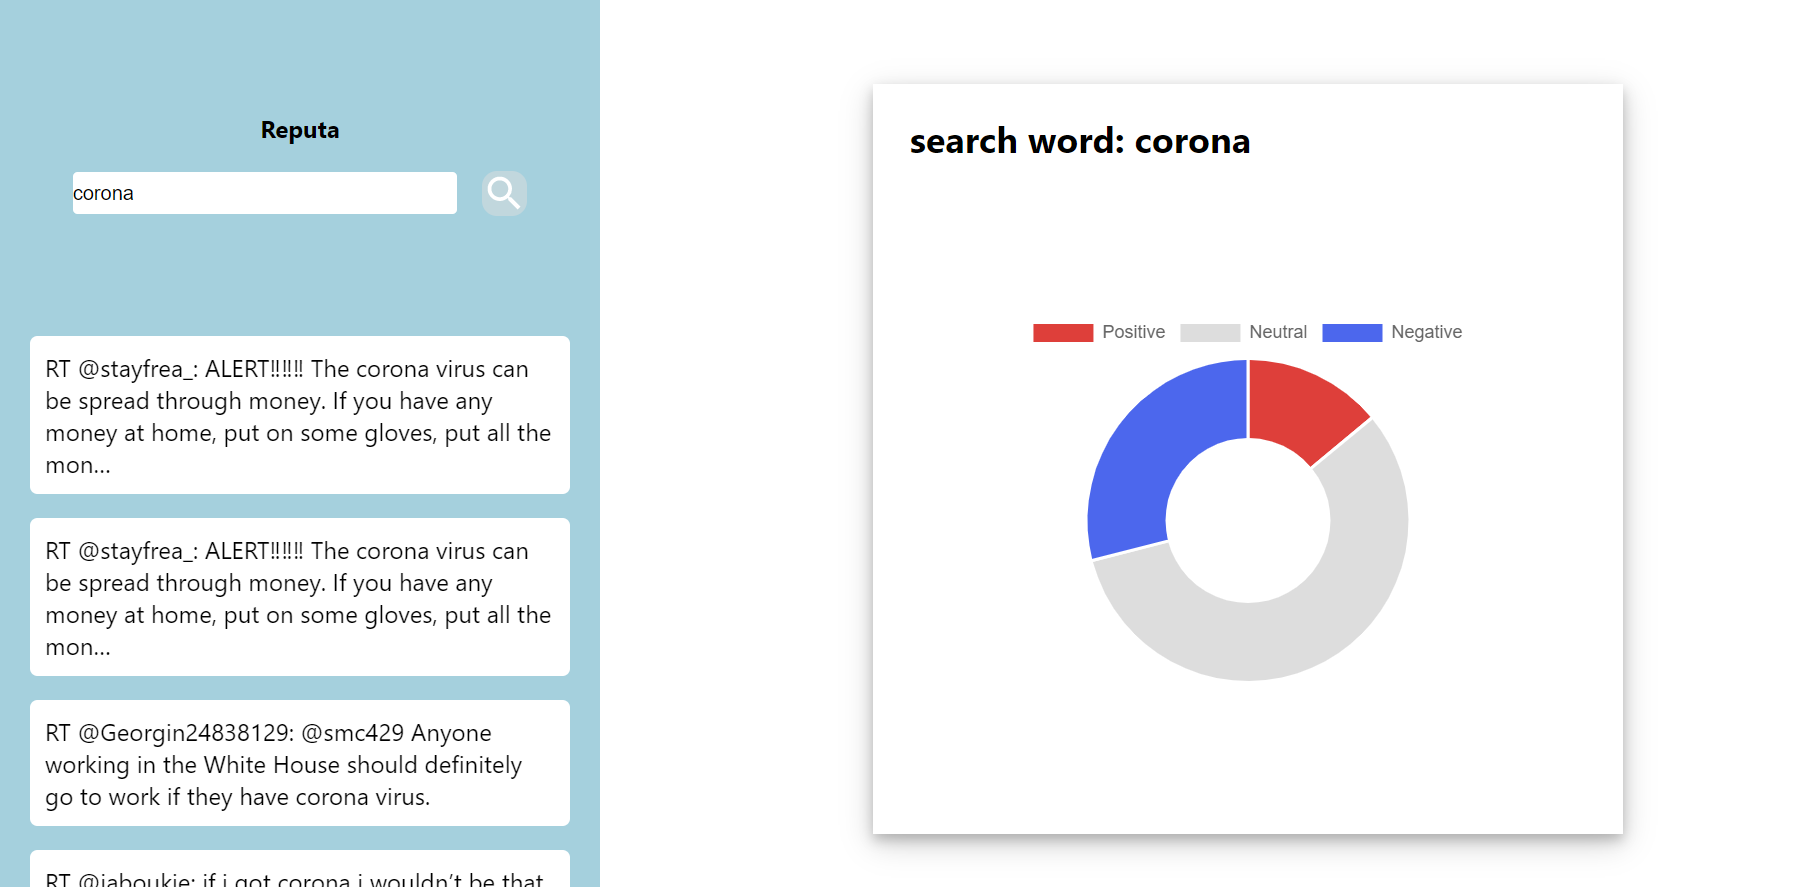 Reputa
corona
RT @stayfrea_: ALERT‼️‼️‼️ The corona virus can
be spread through money. If you have any
money at home, put on some gloves, put all the
mon…
RT @stayfrea_: ALERT‼️‼️‼️ The corona virus can
be spread through money. If you have any
money at home, put on some gloves, put all the
mon…
RT @Georgin24838129: @smc429 Anyone
working in the White House should definitely
go to work if they have corona virus.
RT @jaboukie: if i got corona i wouldn’t be that
search word: corona
Positive Neutral Negative